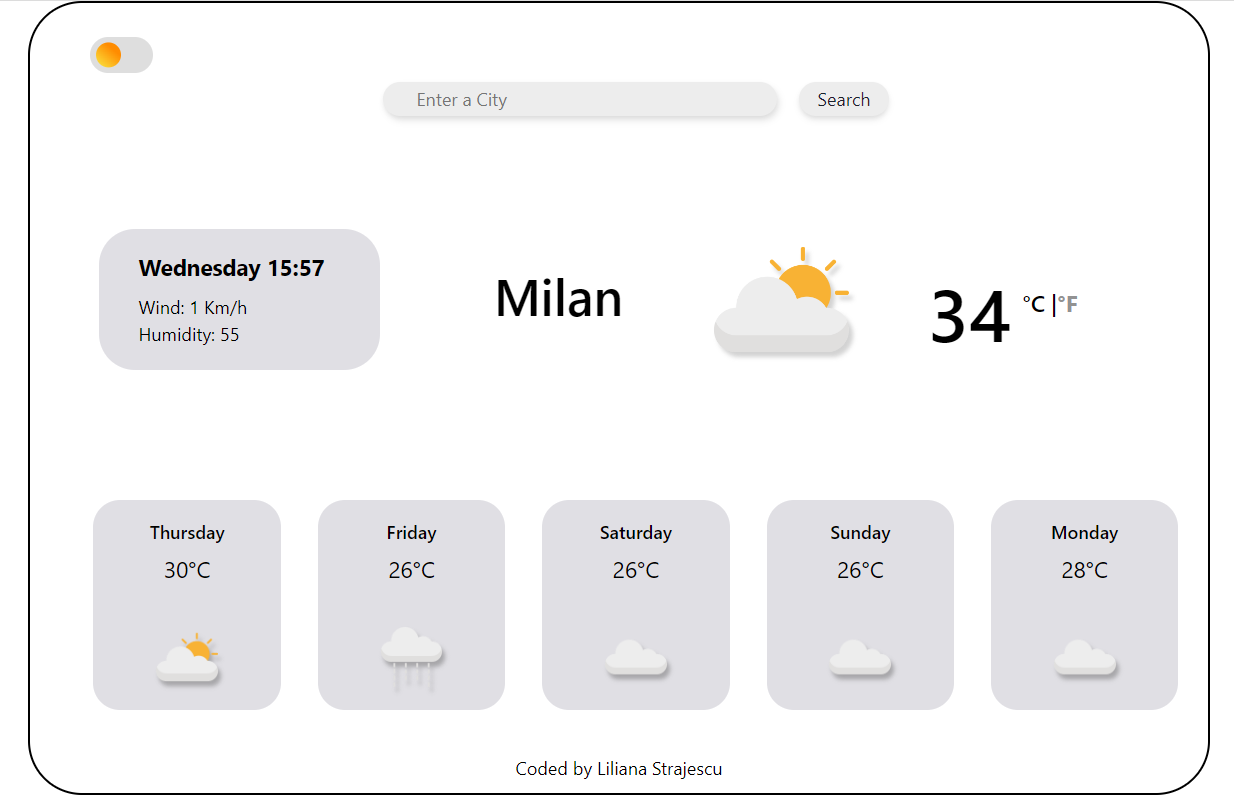 Enter a City
Search
Wednesday 15:57
Wind: 1 Km/h
Humidity: 55
Milan
34 °C |°F
Thursday
30°C
Friday
26°C
Saturday
26°C
Sunday
26°C
Monday
28°C
Coded by Liliana Strajescu